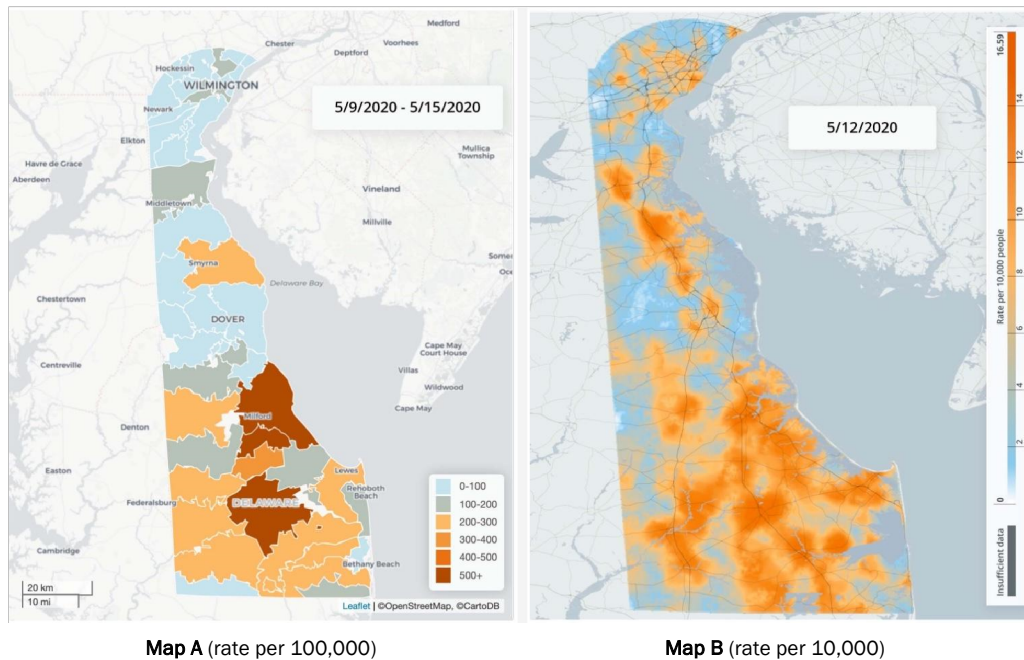 Medford
Chester
Voorhees
Deptford
Hockessin
WILMINGTON
5/9/2020 - 5/15/2020
Newark
Elkton
Mullica
Township
Havre de Grace
Aberdeen
Vineland
Middletown
Millville
Smyrna
Delaware Bay
Chestertown
DOVER
Cape May
Court House
Centreville
Villas
Wildwood
Cape May
Milford
Denton
Easton
Lewes
Rehoboth
Beach
Federalsburg
DELAWARE
Cambridge
Bethany Beach
0-100
100-200
200-300
300-400
400-500
500+
20 km
10 mi
Leaflet | ©OpenStreetMap, ©CartoDB
5/12/2020
16.59
14
12
10
8
6
4
2
0
Rate per 10,000 people
Insufficient data
Map A (rate per 100,000)
Map B (rate per 10,000)